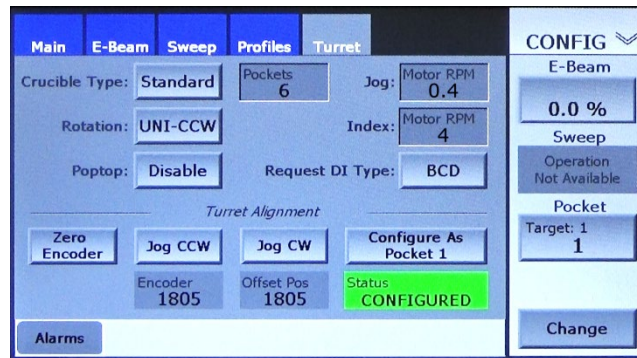 Main E-Beam Sweep Profiles Turret
CONFIG
Crucible Type: Standard
Pockets
6
Jog:
Motor RPM
0.4
Rotation: UNI-CCW
Index:
Motor RPM
4
Poptop: Disable
Request DI Type: BCD
Turret Alignment
Zero
Encoder
Jog CCW
Jog CW
Configure As
Pocket 1
Encoder
1805
Offset Pos
1805
Status
CONFIGURED
Alarms
E-Beam
0.0 %
Sweep
Operation
Not Available
Pocket
Target: 1
1
Change